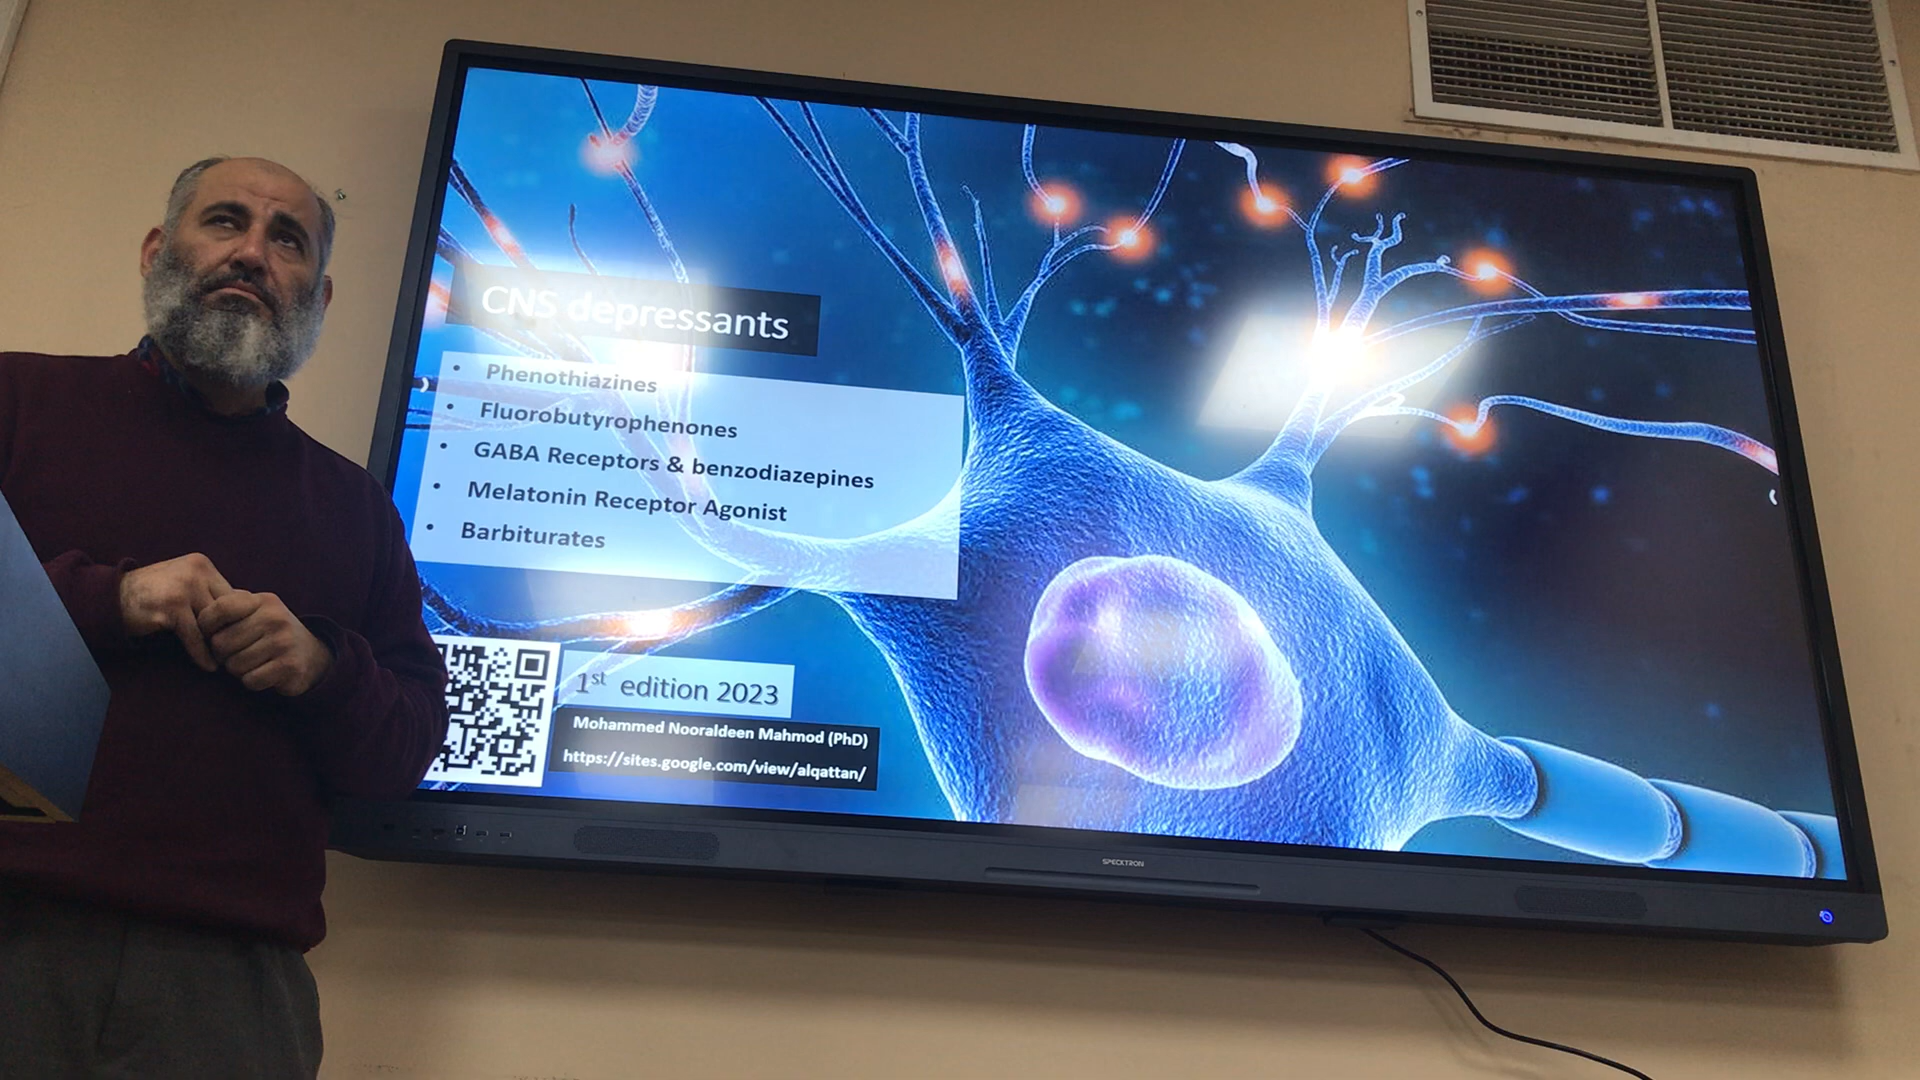 CNS depressants
• Phenothiazines
• Fluorobutyrophenones
• GABA Receptors & benzodiazepines
• Melatonin Receptor Agonist
• Barbiturates
1st edition 2023
Mohammed Nooraldeen Mahmod (PhD)
https://sites.google.com/view/alqattan/
SPECKTRON